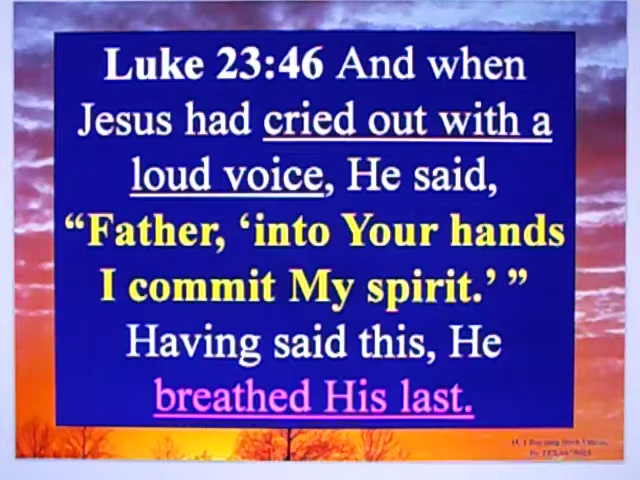 Luke 23:46 And when
Jesus had cried out with a
loud voice, He said,
“Father, ‘into Your hands
I commit My spirit.’ ”
Having said this, He
breathed His last.